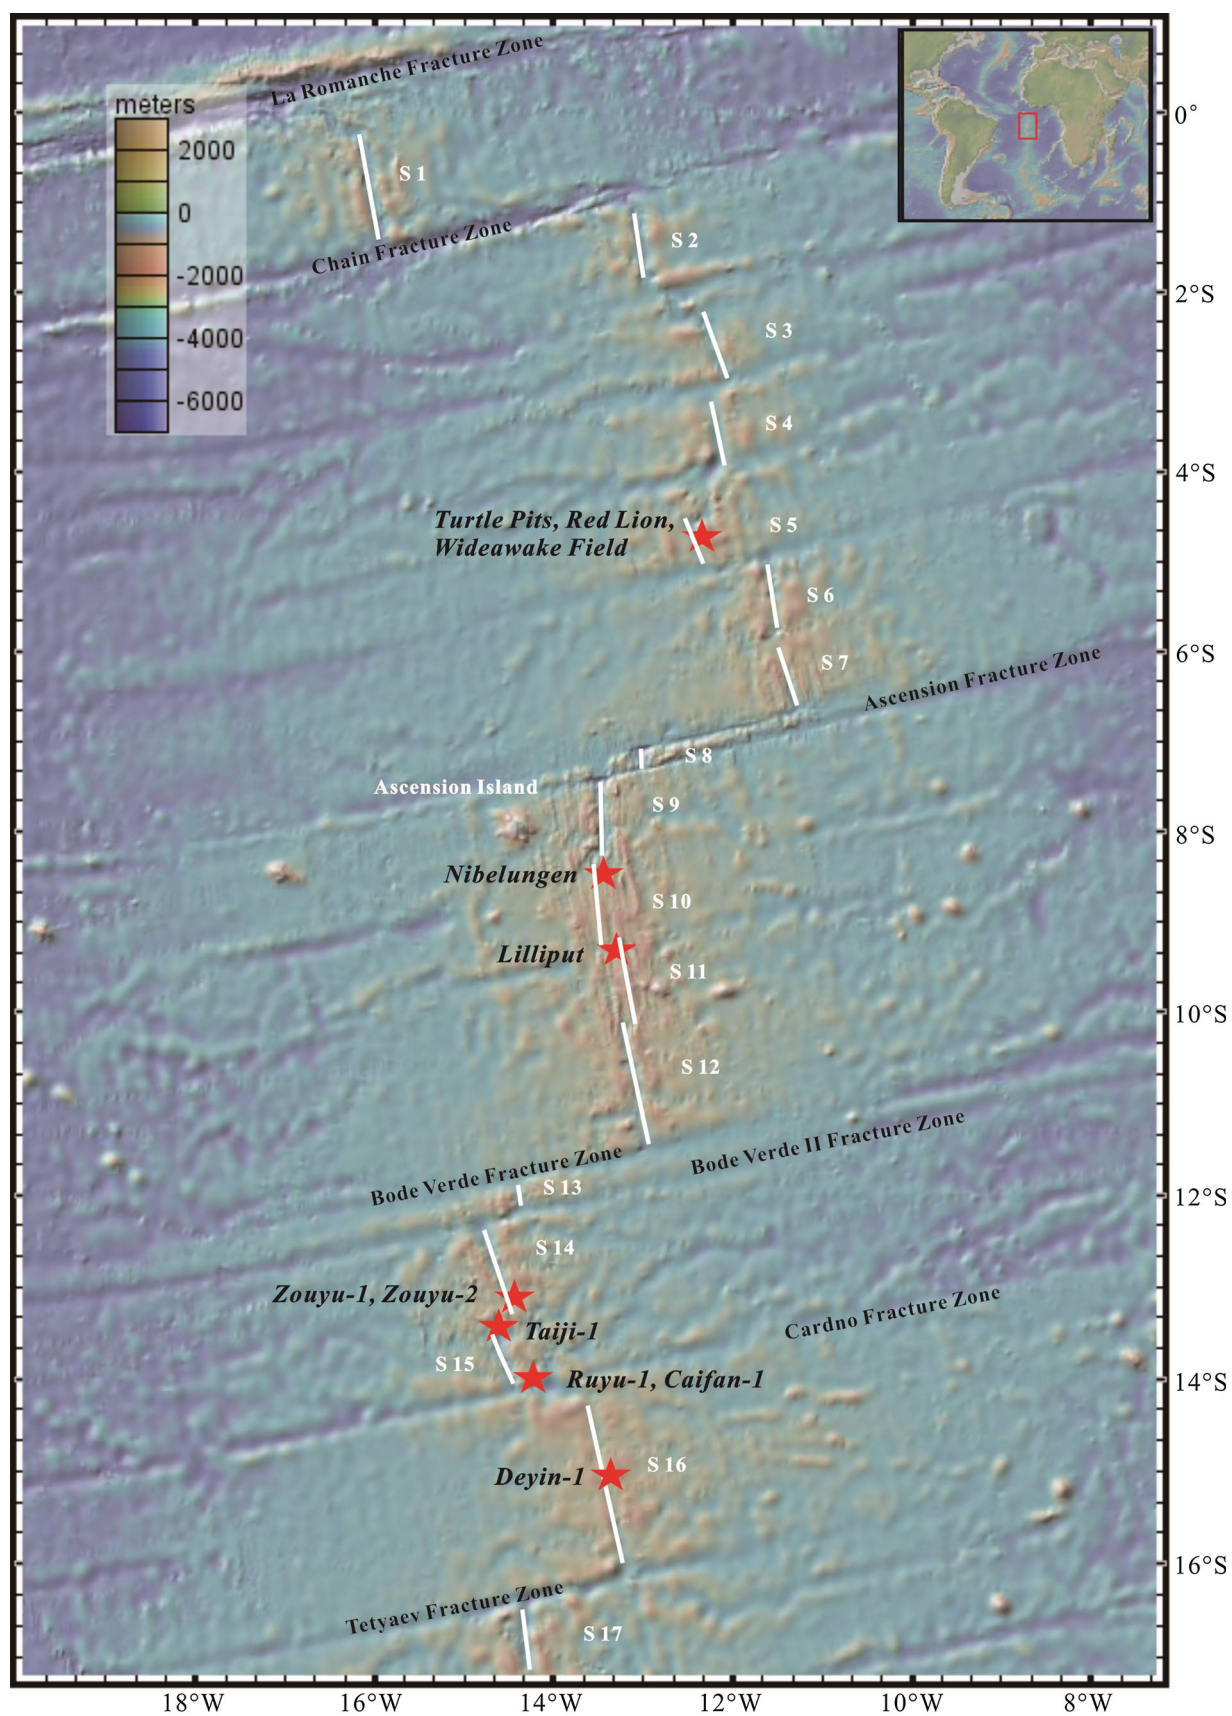 La Romanche Fracture Zone
meters
2000
0
-2000
-4000
-6000
0°
S 1
Chain Fracture Zone
S 2
2°S
S 3
S 4
4°S
Turtle Pits, Red Lion,
Wideawake Field
S 5
S 6
6°S
S 7
Ascension Fracture Zone
S 8
Ascension Island
S 9
8°S
Nibelungen
S 10
Lilliput
S 11
10°S
S 12
Bode Verde Fracture Zone
Bode Verde II Fracture Zone
S 13
12°S
S 14
Zouyu-1, Zouyu-2
Cardno Fracture Zone
Taiji-1
S 15
Ruyu-1, Caifan-1
14°S
S 16
Deyin-1
16°S
Tetyaev Fracture Zone
S 17
18°W
16°W
14°W
12°W
10°W
8°W